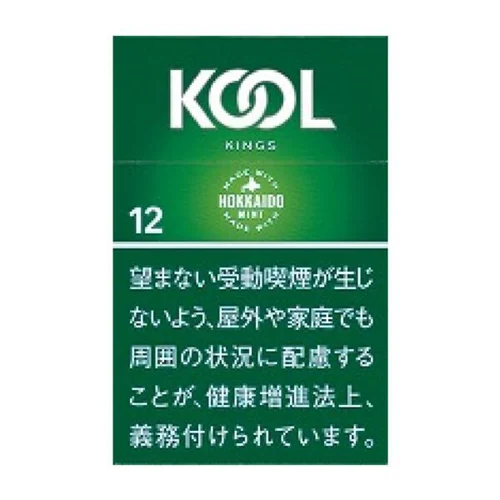 KOOL
KINGS
MADE WITH
HOKKAIDO
MINT
MADE WITH
12
望まない受動喫煙が生じ
ないよう、屋外や家庭でも
周囲の状況に配慮する
ことが、健康増進法上、
義務付けられています。